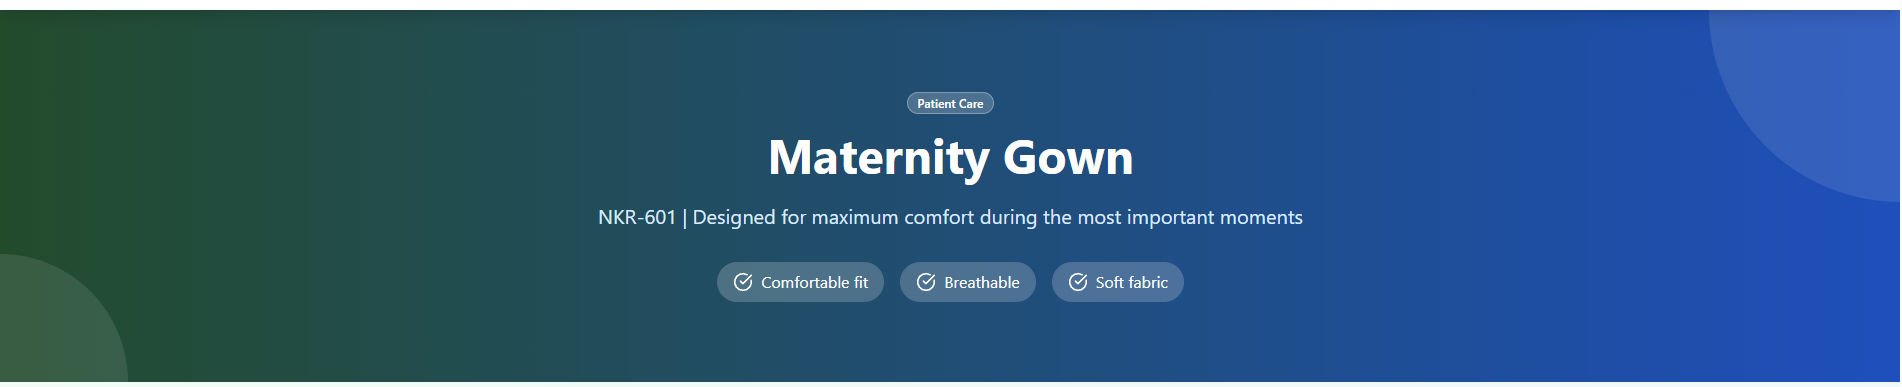 Patient Care
Maternity Gown
NKR-601 | Designed for maximum comfort during the most important moments
Comfortable fit Breathable Soft fabric